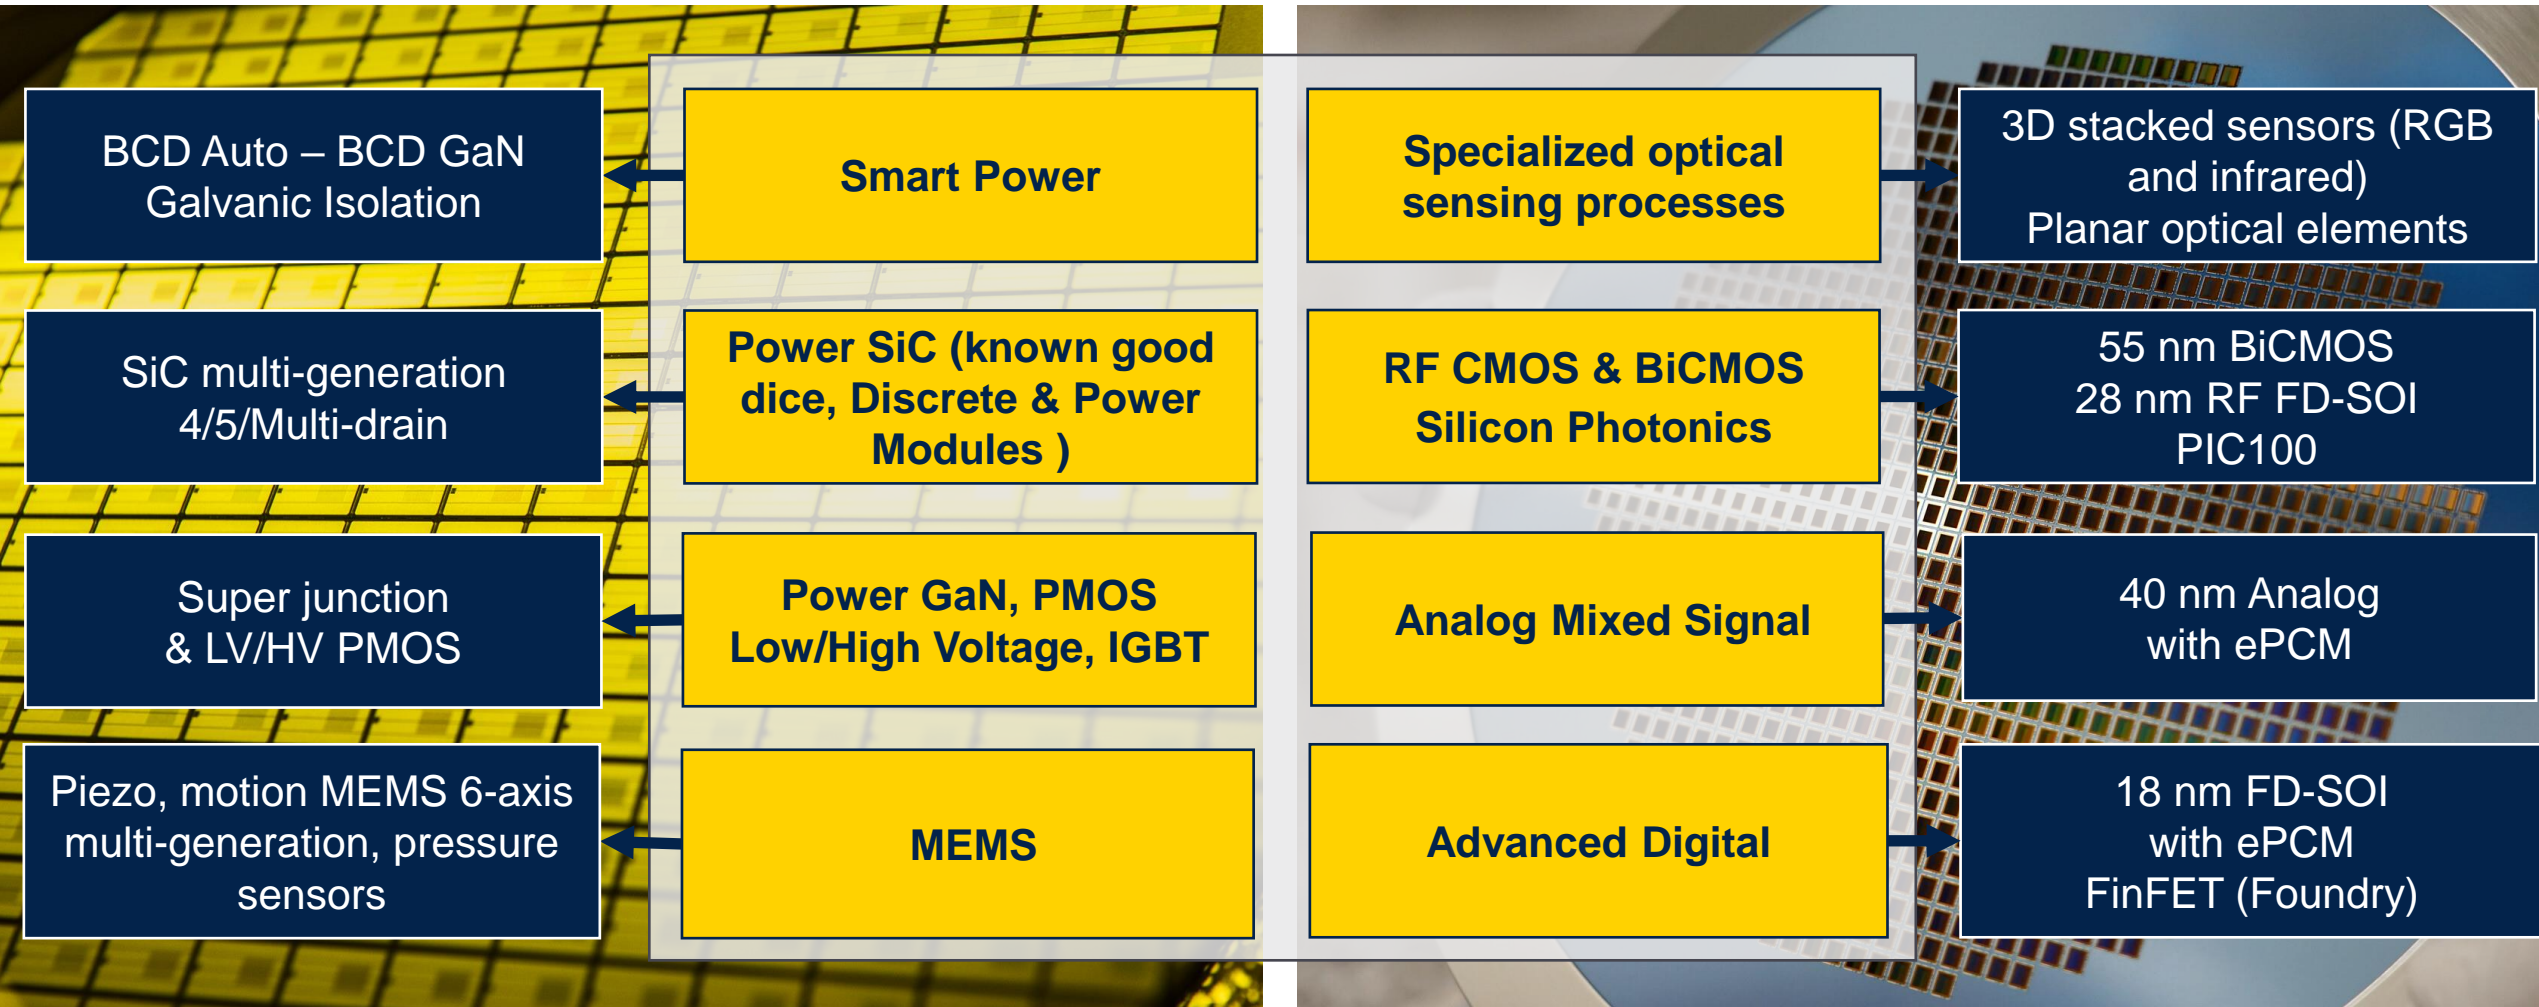 BCD Auto – BCD GaN
Galvanic Isolation
Smart Power
Specialized optical
sensing processes
3D stacked sensors (RGB
and infrared)
Planar optical elements
SiC multi-generation
4/5/Multi-drain
Power SiC (known good
dice, Discrete & Power
Modules )
RF CMOS & BiCMOS
Silicon Photonics
55 nm BiCMOS
28 nm RF FD-SOI
PIC100
Super junction
& LV/HV PMOS
Power GaN, PMOS
Low/High Voltage, IGBT
Analog Mixed Signal
40 nm Analog
with ePCM
Piezo, motion MEMS 6-axis
multi-generation, pressure
sensors
MEMS
Advanced Digital
18 nm FD-SOI
with ePCM
FinFET (Foundry)